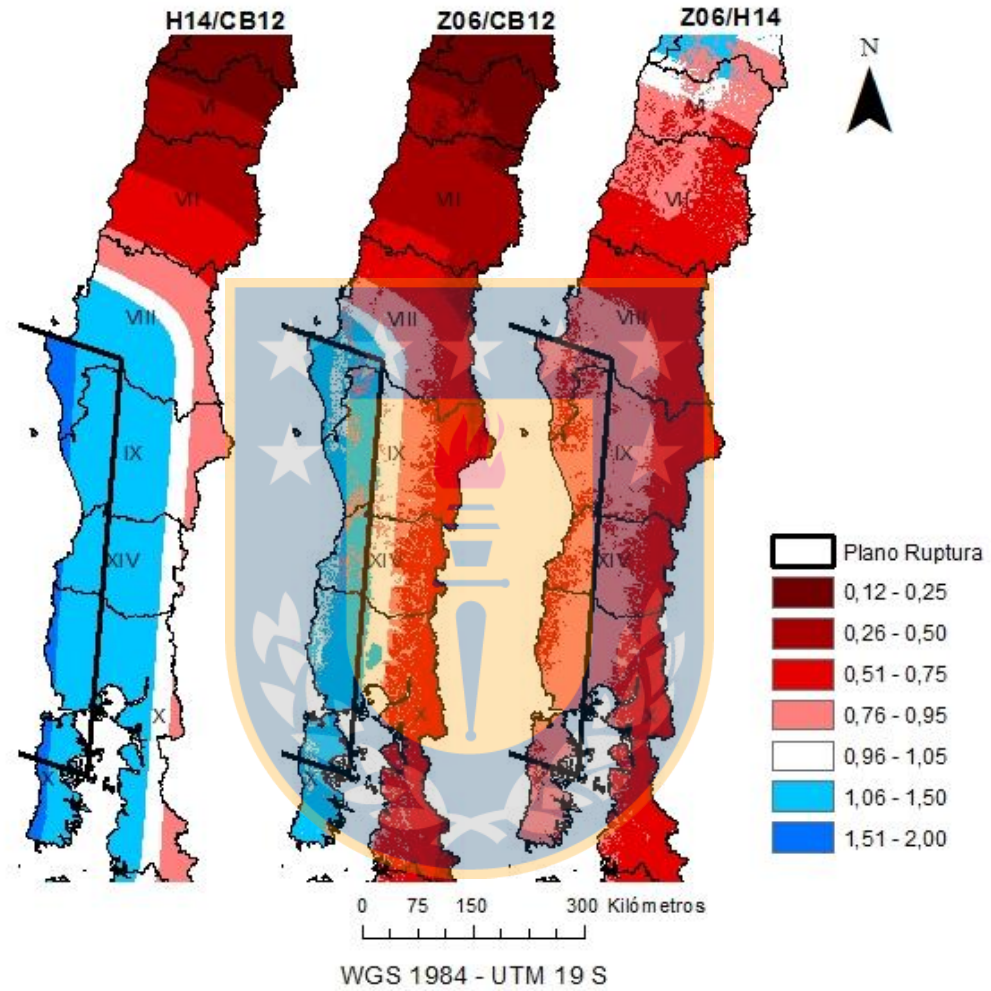 H14/CB12
Z06/CB12
Z06/H14
N
VI
VI
VI
VII
VII
VII
VIII
VIII
VIII
IX
IX
IX
XIV
XIV
XIV
X
X
X
X
Plano Ruptura
0,12 - 0,25
0,26 - 0,50
0,51 - 0,75
0,76 - 0,95
0,96 - 1,05
1,06 - 1,50
1,51 - 2,00
0 75 150 300 Kilómetros
WGS 1984 - UTM 19 S